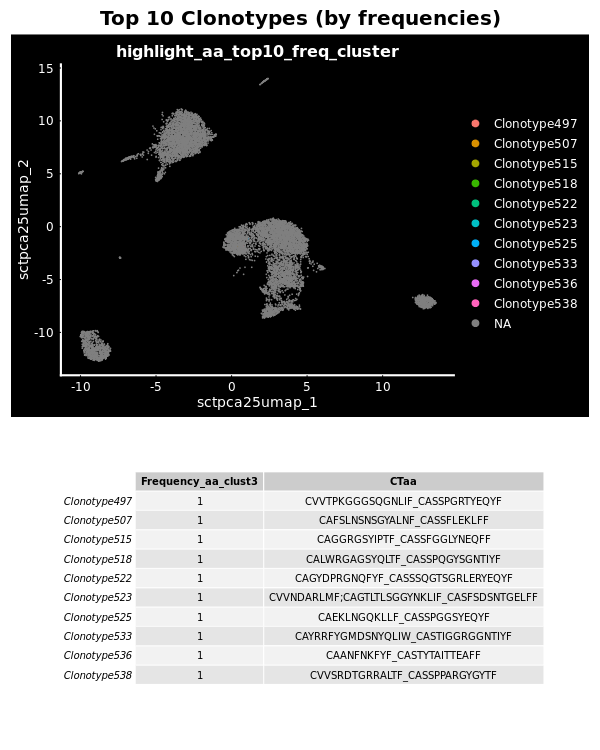 Top 10 Clonotypes (by frequencies)
highlight_aa_top10_freq_cluster
15
10
5
0
-5
-10
sctpca25umap_2
-10 -5 0 5 10
sctpca25umap_1
Clonotype497
Clonotype507
Clonotype515
Clonotype518
Clonotype522
Clonotype523
Clonotype525
Clonotype533
Clonotype536
Clonotype538
NA
Frequency_aa_clust3 CTaa
Clonotype497 1 CVVTPKGGGSQGNLIF_CASSPGRTYEQYF
Clonotype507 1 CAFSLNSNSGYALNF_CASSFLEKLFF
Clonotype515 1 CAGGRGSYIPTF_CASSFGGLYNEQFF
Clonotype518 1 CALWRGAGSYQLTF_CASSPQGYSGNTIYF
Clonotype522 1 CAGYDPRGNQFYF_CASSSQGTSGRLERYEQYF
Clonotype523 1 CVVNDARLMF;CAGTLTLSGGYNKLIF_CASFSDSNTGELFF
Clonotype525 1 CAEKLNGQKLLF_CASSPGGSYEQYF
Clonotype533 1 CAYRRFYGMDSNYQLIW_CASTIGGRGGNTIYF
Clonotype536 1 CAANFNKFYF_CASTYTAITTEAFF
Clonotype538 1 CVVSRDTGRRALTF_CASSPPARGYGYTF